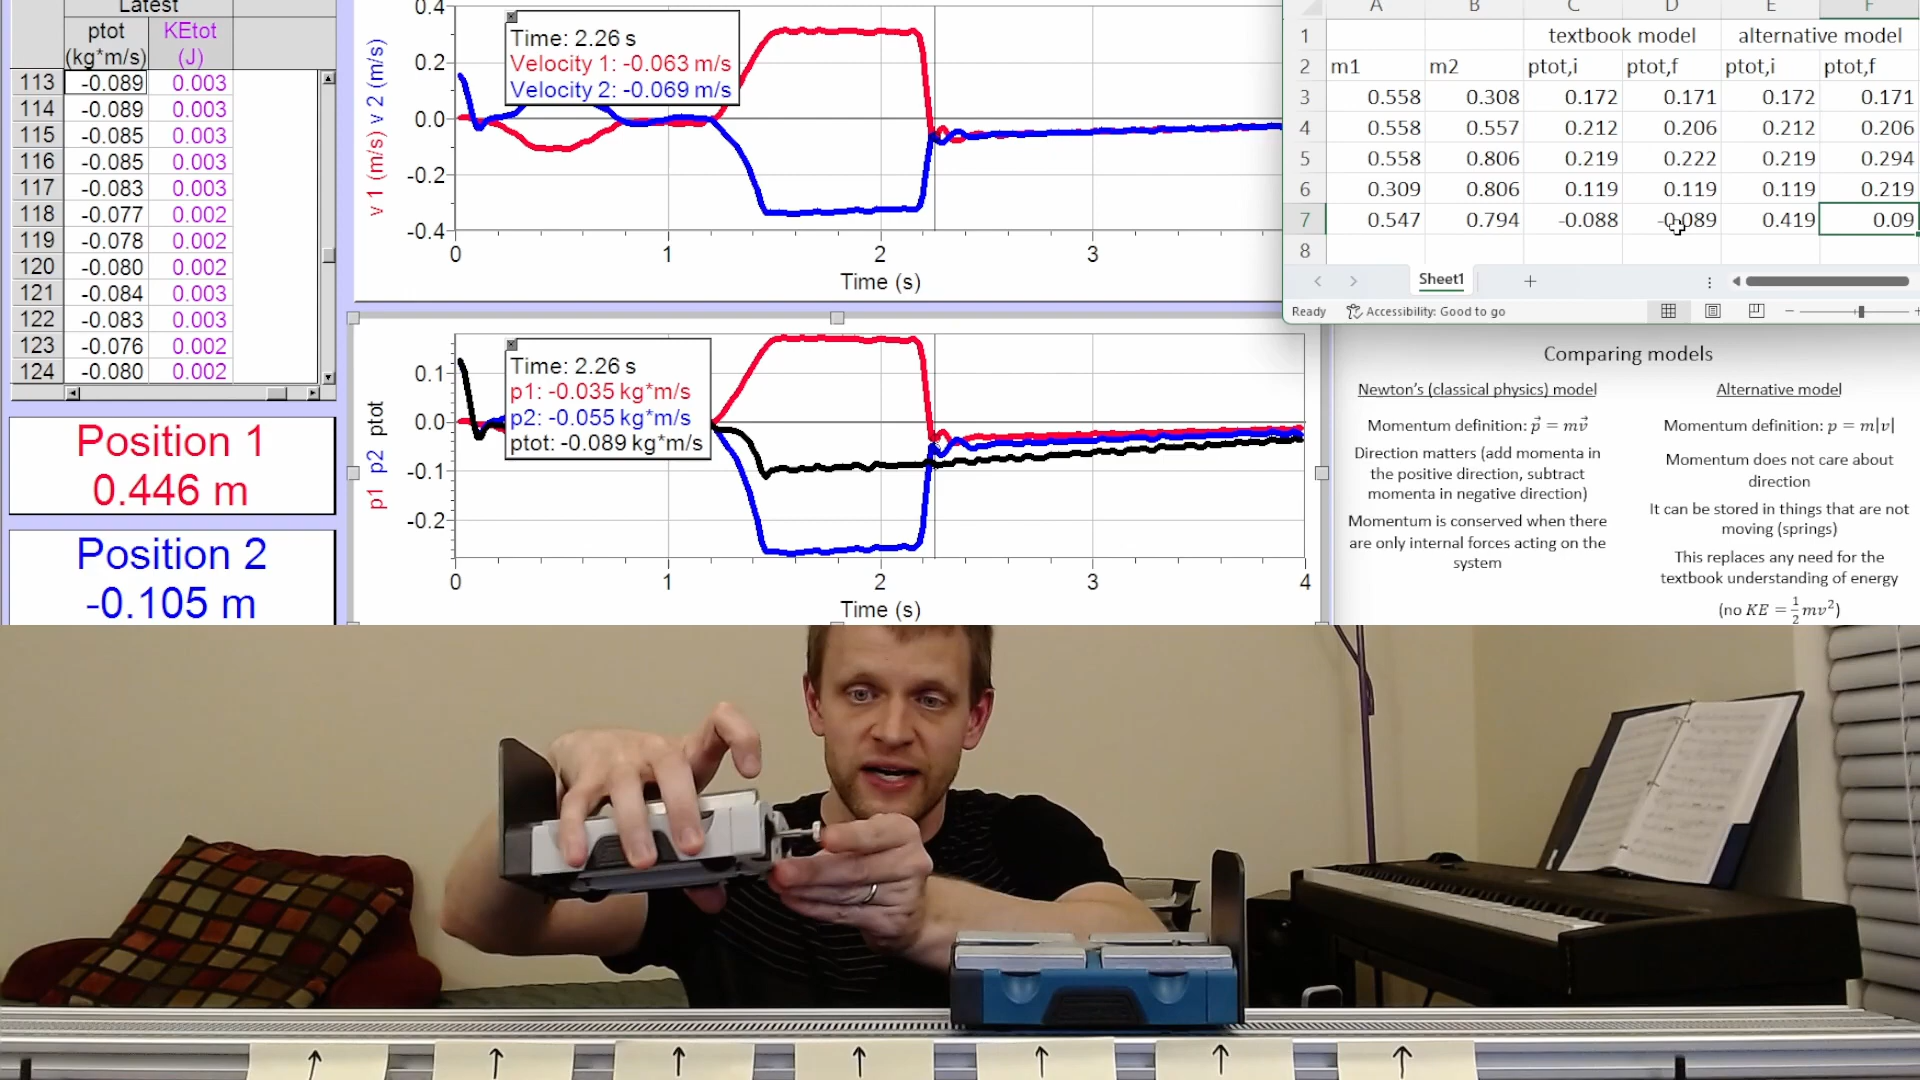 Latest
ptot KEtot
(kg*m/s) (J)
113 -0.089 0.003
114 -0.089 0.003
115 -0.085 0.003
116 -0.085 0.003
117 -0.083 0.003
118 -0.077 0.002
119 -0.078 0.002
120 -0.080 0.002
121 -0.084 0.003
122 -0.083 0.003
123 -0.076 0.002
124 -0.080 0.002
Position 1
0.446 m
Position 2
-0.105 m
v 1 (m/s) v 2 (m/s)
0.4
0.2
0.0
-0.2
-0.4
Time: 2.26 s
Velocity 1: -0.063 m/s
Velocity 2: -0.069 m/s
0 1 2 3
Time (s)
p1 p2 ptot
0.1
0.0
-0.1
-0.2
Time: 2.26 s
p1: -0.035 kg*m/s
p2: -0.055 kg*m/s
ptot: -0.089 kg*m/s
0 1 2 3 4
Time (s)
A B C D E F
1 textbook model alternative model
2 m1 m2 ptot,i ptot,f ptot,i ptot,f
3 0.558 0.308 0.172 0.171 0.172 0.171
4 0.558 0.557 0.212 0.206 0.212 0.206
5 0.558 0.806 0.219 0.222 0.219 0.294
6 0.309 0.806 0.119 0.119 0.119 0.219
7 0.547 0.794 -0.088 -0.089 0.419 0.09
8
Sheet1
Ready Accessibility: Good to go
Comparing models
Newton's (classical physics) model
Momentum definition: p⃗ = mv⃗
Direction matters (add momenta in
the positive direction, subtract
momenta in negative direction)
Momentum is conserved when there
are only internal forces acting on the
system
Alternative model
Momentum definition: p = m|v|
Momentum does not care about
direction
It can be stored in things that are not
moving (springs)
This replaces any need for the
textbook understanding of energy
(no KE = ½mv²)